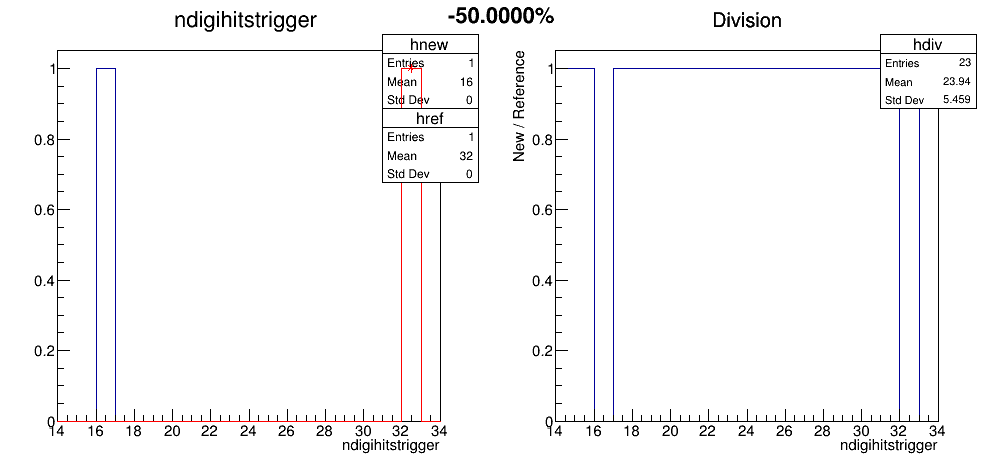 -50.0000%
ndigihitstrigger
hnew
Entries 1
Mean 16
Std Dev 0
href
Entries 1
Mean 32
Std Dev 0
1
0.8
0.6
0.4
0.2
0
14 16 18 20 22 24 26 28 30 32 34
ndigihitstrigger
Division
hdiv
Entries 23
Mean 23.94
Std Dev 5.459
New / Reference
1
0.8
0.6
0.4
0.2
0
14 16 18 20 22 24 26 28 30 32 34
ndigihitstrigger